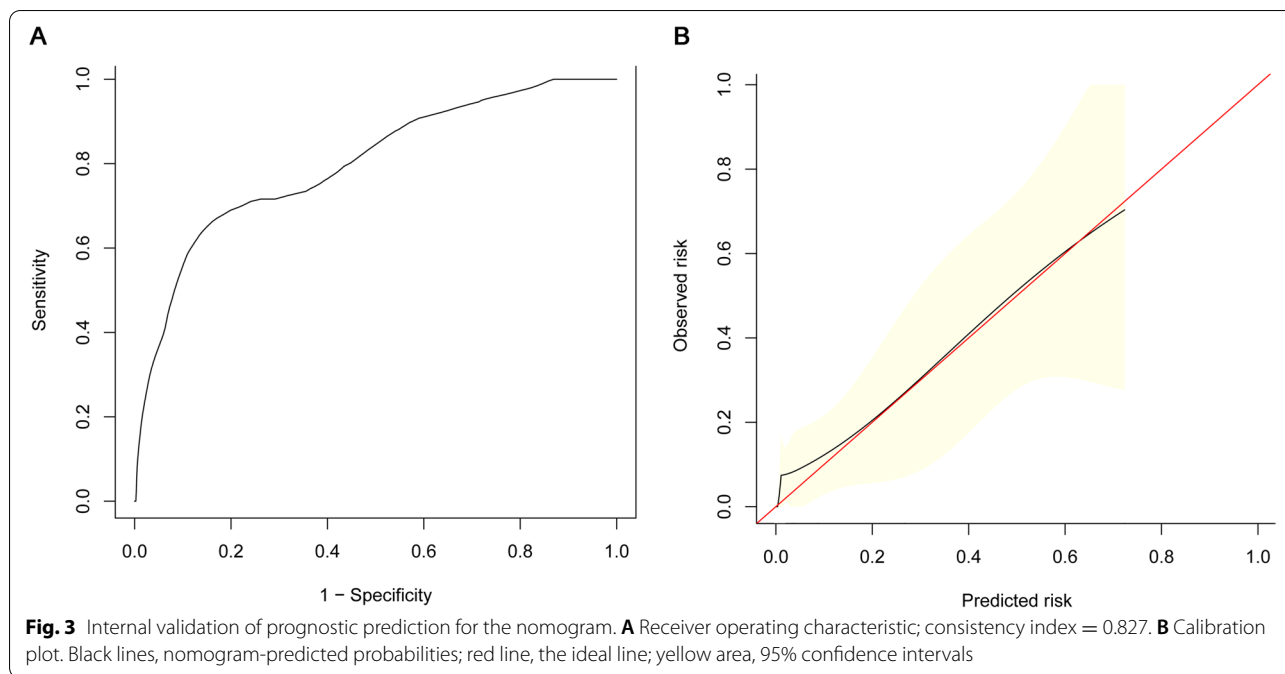 A
Sensitivity
1.0
0.8
0.6
0.4
0.2
0.0
0.0 0.2 0.4 0.6 0.8 1.0
1 − Specificity
B
Observed risk
1.0
0.8
0.6
0.4
0.2
0.0
0.0 0.2 0.4 0.6 0.8 1.0
Predicted risk
Fig. 3 Internal validation of prognostic prediction for the nomogram. A Receiver operating characteristic; consistency index = 0.827. B Calibration
plot. Black lines, nomogram-predicted probabilities; red line, the ideal line; yellow area, 95% confidence intervals